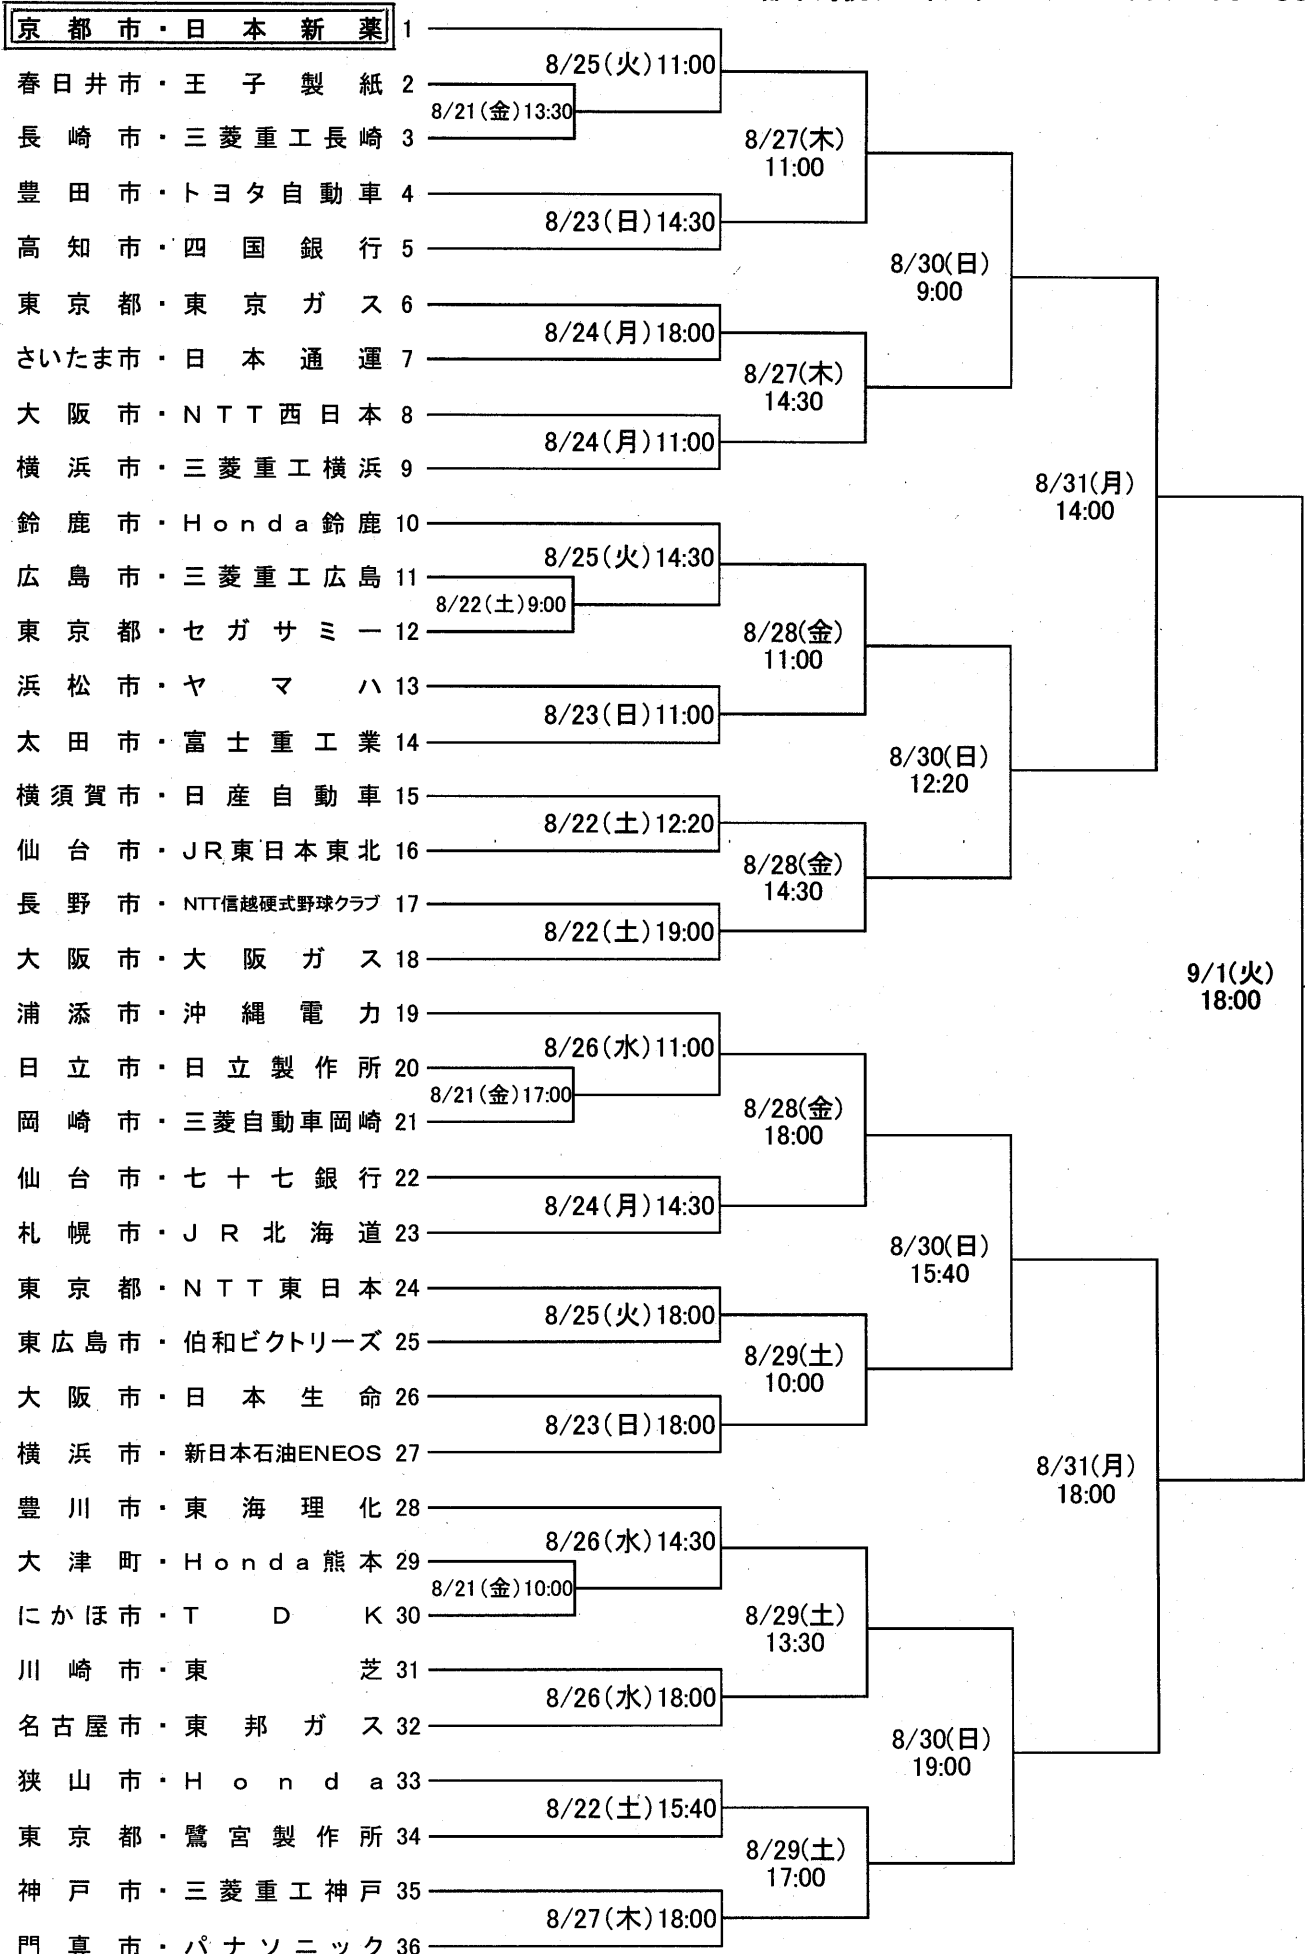 京都市・日本新薬 1
8/25(火)11:00
春日井市・王子製紙 2
8/21(金)13:30
長崎市・三菱重工長崎 3
8/27(木)
11:00
豊田市・トヨタ自動車 4
8/23(日)14:30
高知市・四国銀行 5
8/30(日)
9:00
東京都・東京ガス 6
8/24(月)18:00
さいたま市・日本通運 7
8/27(木)
14:30
大阪市・NTT西日本 8
8/24(月)11:00
横浜市・三菱重工横浜 9
8/31(月)
14:00
鈴鹿市・Honda鈴鹿 10
8/25(火)14:30
広島市・三菱重工広島 11
8/22(土)9:00
東京都・セガサミー 12
8/28(金)
11:00
浜松市・ヤマハ 13
8/23(日)11:00
太田市・富士重工業 14
8/30(日)
12:20
横須賀市・日産自動車 15
8/22(土)12:20
仙台市・JR東日本東北 16
8/28(金)
14:30
長野市・NTT信越硬式野球クラブ 17
8/22(土)19:00
大阪市・大阪ガス 18
9/1(火)
18:00
浦添市・沖縄電力 19
8/26(水)11:00
日立市・日立製作所 20
8/21(金)17:00
岡崎市・三菱自動車岡崎 21
8/28(金)
18:00
仙台市・七十七銀行 22
8/24(月)14:30
札幌市・JR北海道 23
8/30(日)
15:40
東京都・NTT東日本 24
8/25(火)18:00
東広島市・伯和ビクトリーズ 25
8/29(土)
10:00
大阪市・日本生命 26
8/23(日)18:00
横浜市・新日本石油ENEOS 27
8/31(月)
18:00
豊川市・東海理化 28
8/26(水)14:30
大津町・Honda熊本 29
8/21(金)10:00
にかほ市・TDK 30
8/29(土)
13:30
川崎市・東芝 31
8/26(水)18:00
名古屋市・東邦ガス 32
8/30(日)
19:00
狭山市・Honda 33
8/22(土)15:40
東京都・鷺宮製作所 34
8/29(土)
17:00
神戸市・三菱重工神戸 35
8/27(木)18:00
門真市・パナソニック 36